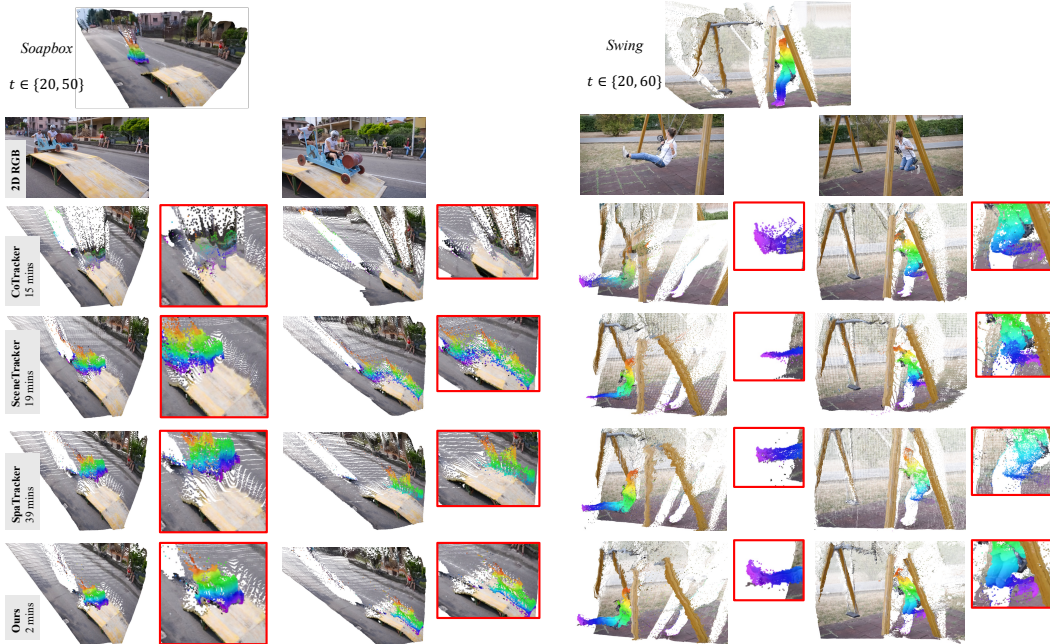 Soapbox
t ∈ {20, 50}
Swing
t ∈ {20, 60}
2D RGB
CoTracker
15 mins
SceneTracker
19 mins
SpaTracker
39 mins
Ours
2 mins